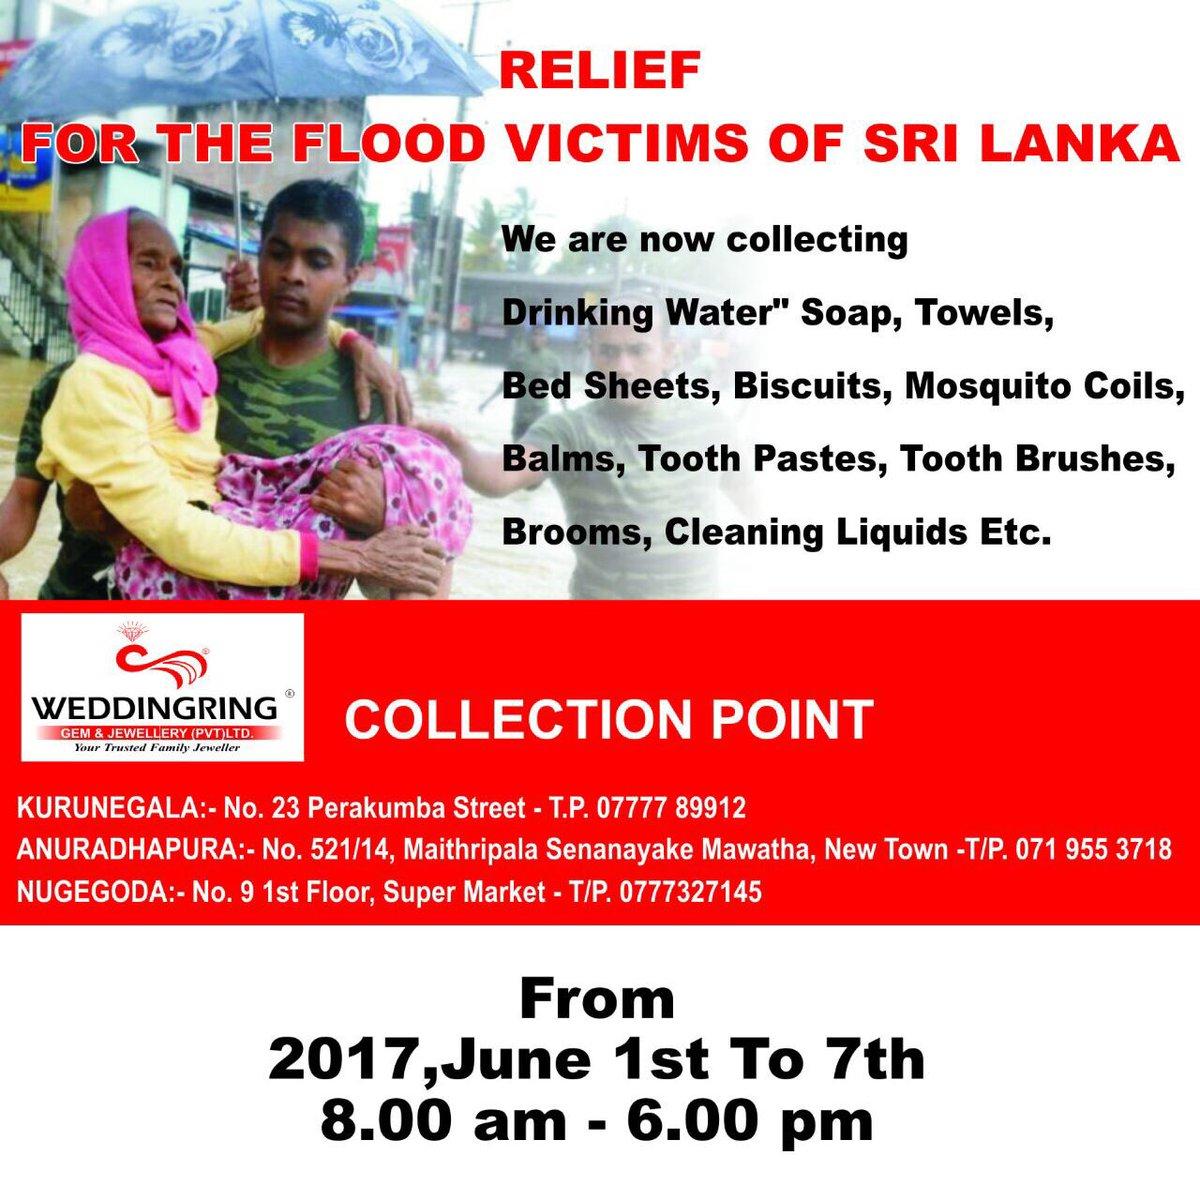 RELIEF
FOR THE FLOOD VICTIMS OF SRI LANKA
We are now collecting
Drinking Water" Soap, Towels,
Bed Sheets, Biscuits, Mosquito Coils,
Balms, Tooth Pastes, Tooth Brushes,
Brooms, Cleaning Liquids Etc.
WEDDINGRING ®
GEM & JEWELLERY (PVT)LTD.
Your Trusted Family Jeweller
COLLECTION POINT
KURUNEGALA:- No. 23 Perakumba Street - T.P. 07777 89912
ANURADHAPURA:- No. 521/14, Maithripala Senanayake Mawatha, New Town -T/P. 071 955 3718
NUGEGODA:- No. 9 1st Floor, Super Market - T/P. 0777327145
From
2017,June 1st To 7th
8.00 am - 6.00 pm